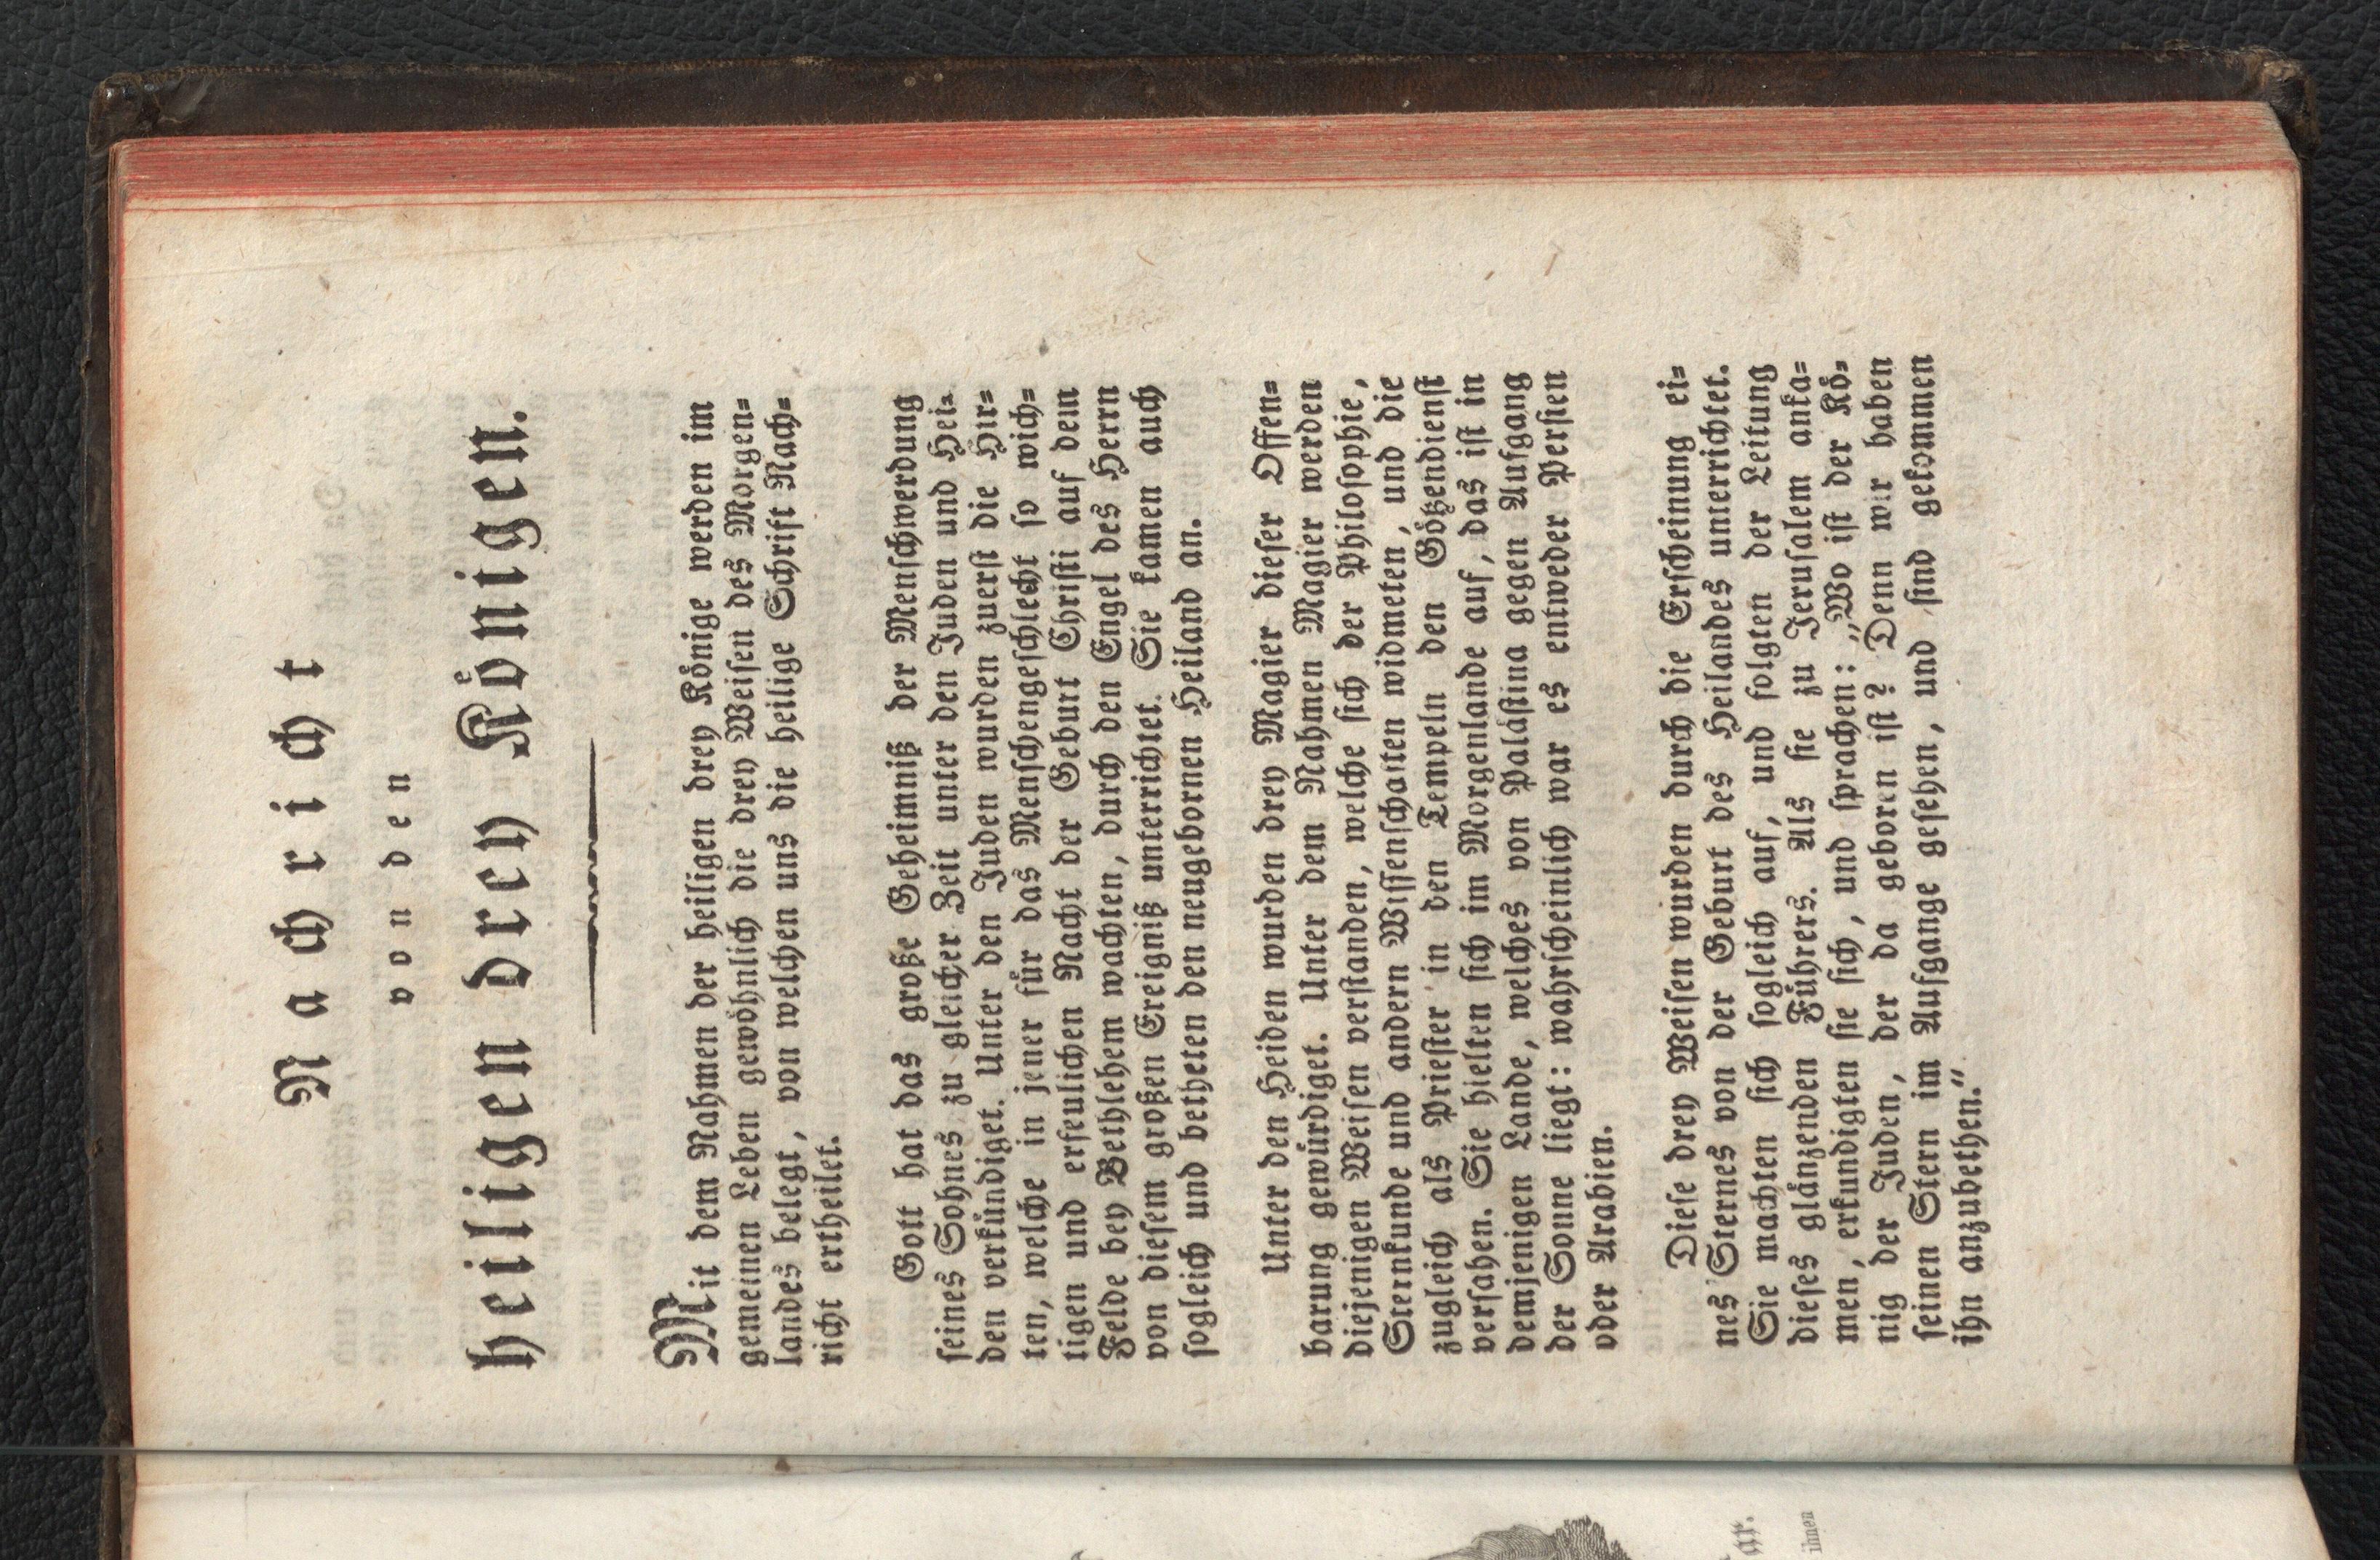 Nachricht
von den
heiligen drey Königen.
Mit dem Nahmen der heiligen drey Könige werden im
gemeinen Leben gewöhnlich die drey Weisen des Morgen=
landes belegt, von welchen uns die heilige Schrift Nach=
richt ertheilet.
Gott hat das große Geheimniß der Menschwerdung
seines Sohnes zu gleicher Zeit unter den Juden und Hei=
den verkündiget. Unter den Juden wurden zuerst die Hir=
ten, welche in jener für das Menschengeschlecht so wich=
tigen und erfreulichen Nacht der Geburt Christi auf dem
Felde bey Bethlehem wachten, durch den Engel des Herrn
von diesem großen Ereigniß unterrichtet. Sie kamen auch
sogleich und betheten den neugebornen Heiland an.
Unter den Heiden wurden drey Magier dieser Offen=
barung gewürdiget. Unter dem Nahmen Magier werden
diejenigen Weisen verstanden, welche sich der Philosophie,
Sternkunde und andern Wissenschaften widmeten, und die
zugleich als Priester in den Tempeln den Götzendienst
versahen. Sie hielten sich im Morgenlande auf, das ist in
demjenigen Lande, welches von Palästina gegen Aufgang
der Sonne liegt: wahrscheinlich war es entweder Persien
oder Arabien.
Diese drey Weisen wurden durch die Erscheinung ei=
nes Sternes von der Geburt des Heilandes unterrichtet.
Sie machten sich sogleich auf, und folgten der Leitung
dieses glänzenden Führers. Als sie zu Jerusalem anka=
men, erkundigten sie sich, und sprachen: „Wo ist der Kö=
nig der Juden, der da geboren ist? Denn wir haben
seinen Stern im Aufgange gesehen, und sind gekommen
ihn anzubethen.“
ar.
ihnen